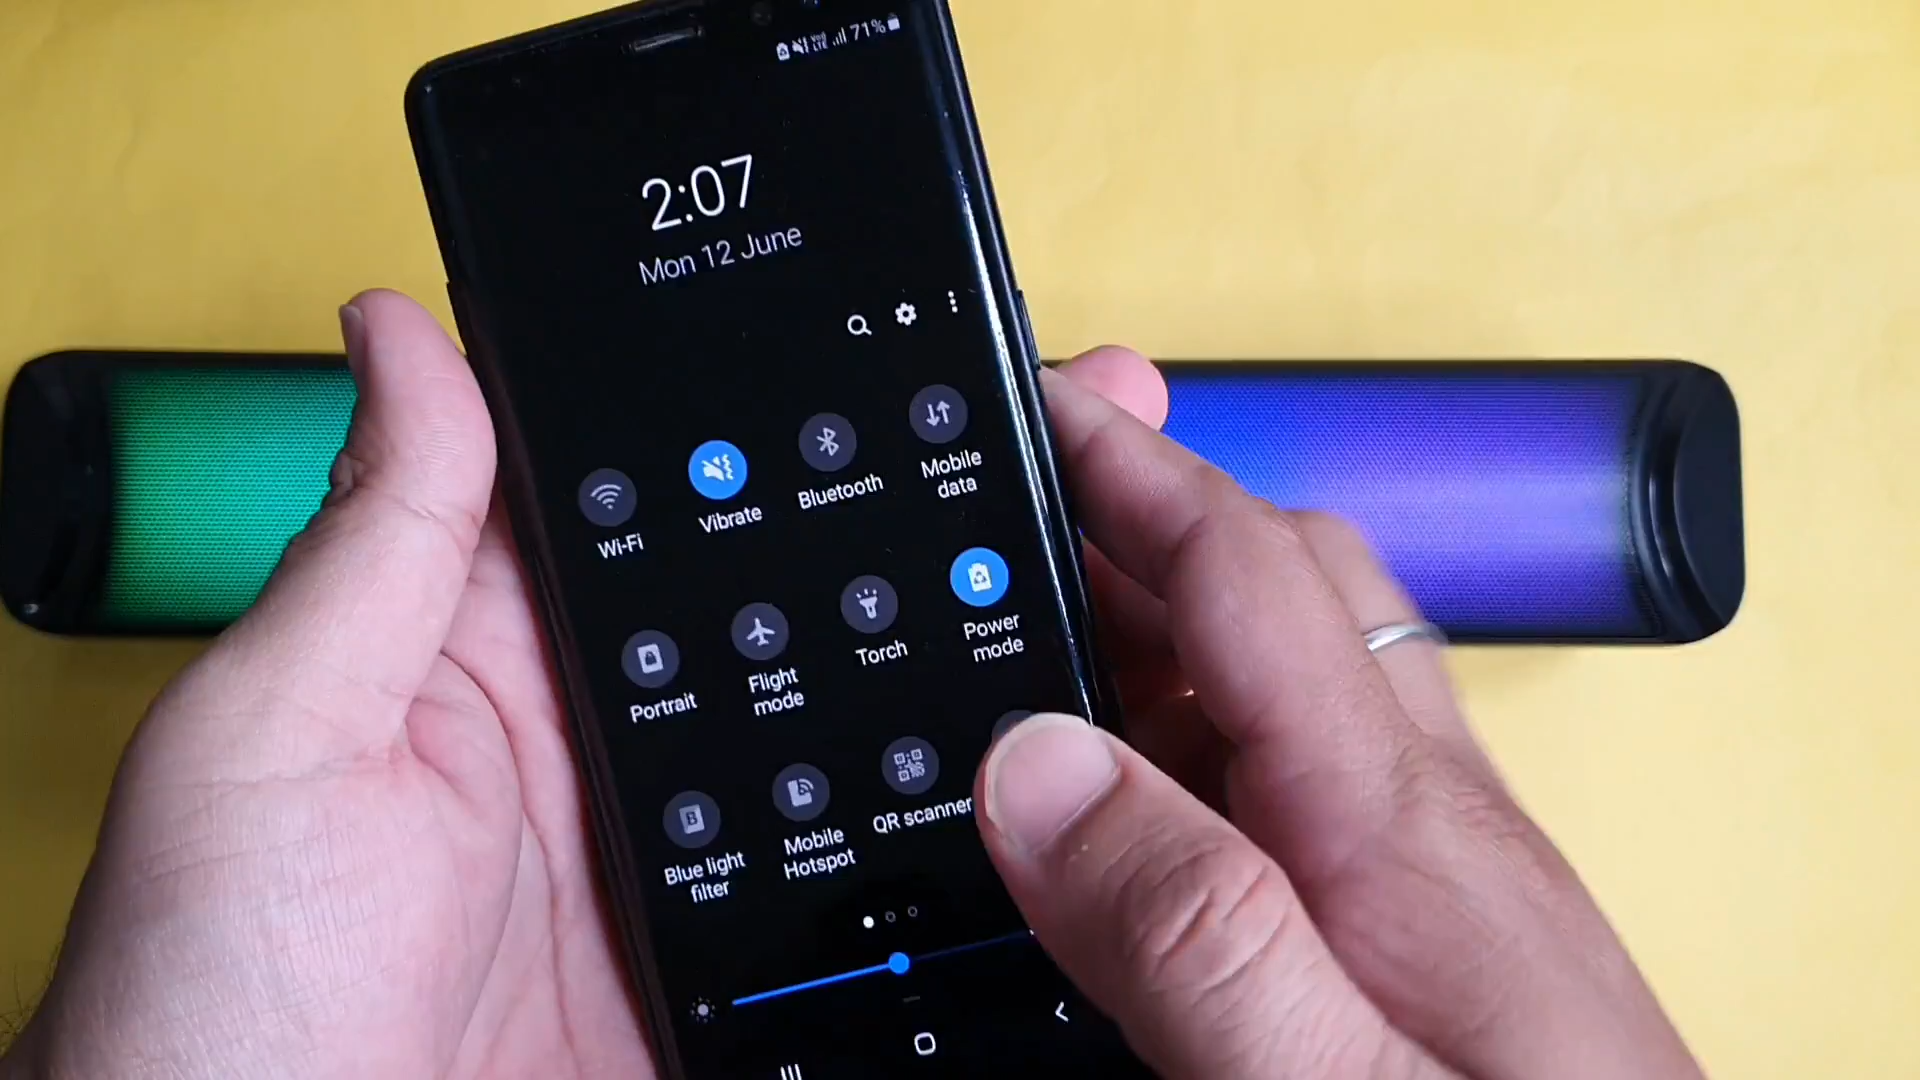 71%
2:07
Mon 12 June
Wi-Fi
Vibrate
Bluetooth
Mobile
data
Portrait
Flight
mode
Torch
Power
mode
Blue light
filter
Mobile
Hotspot
QR scanner